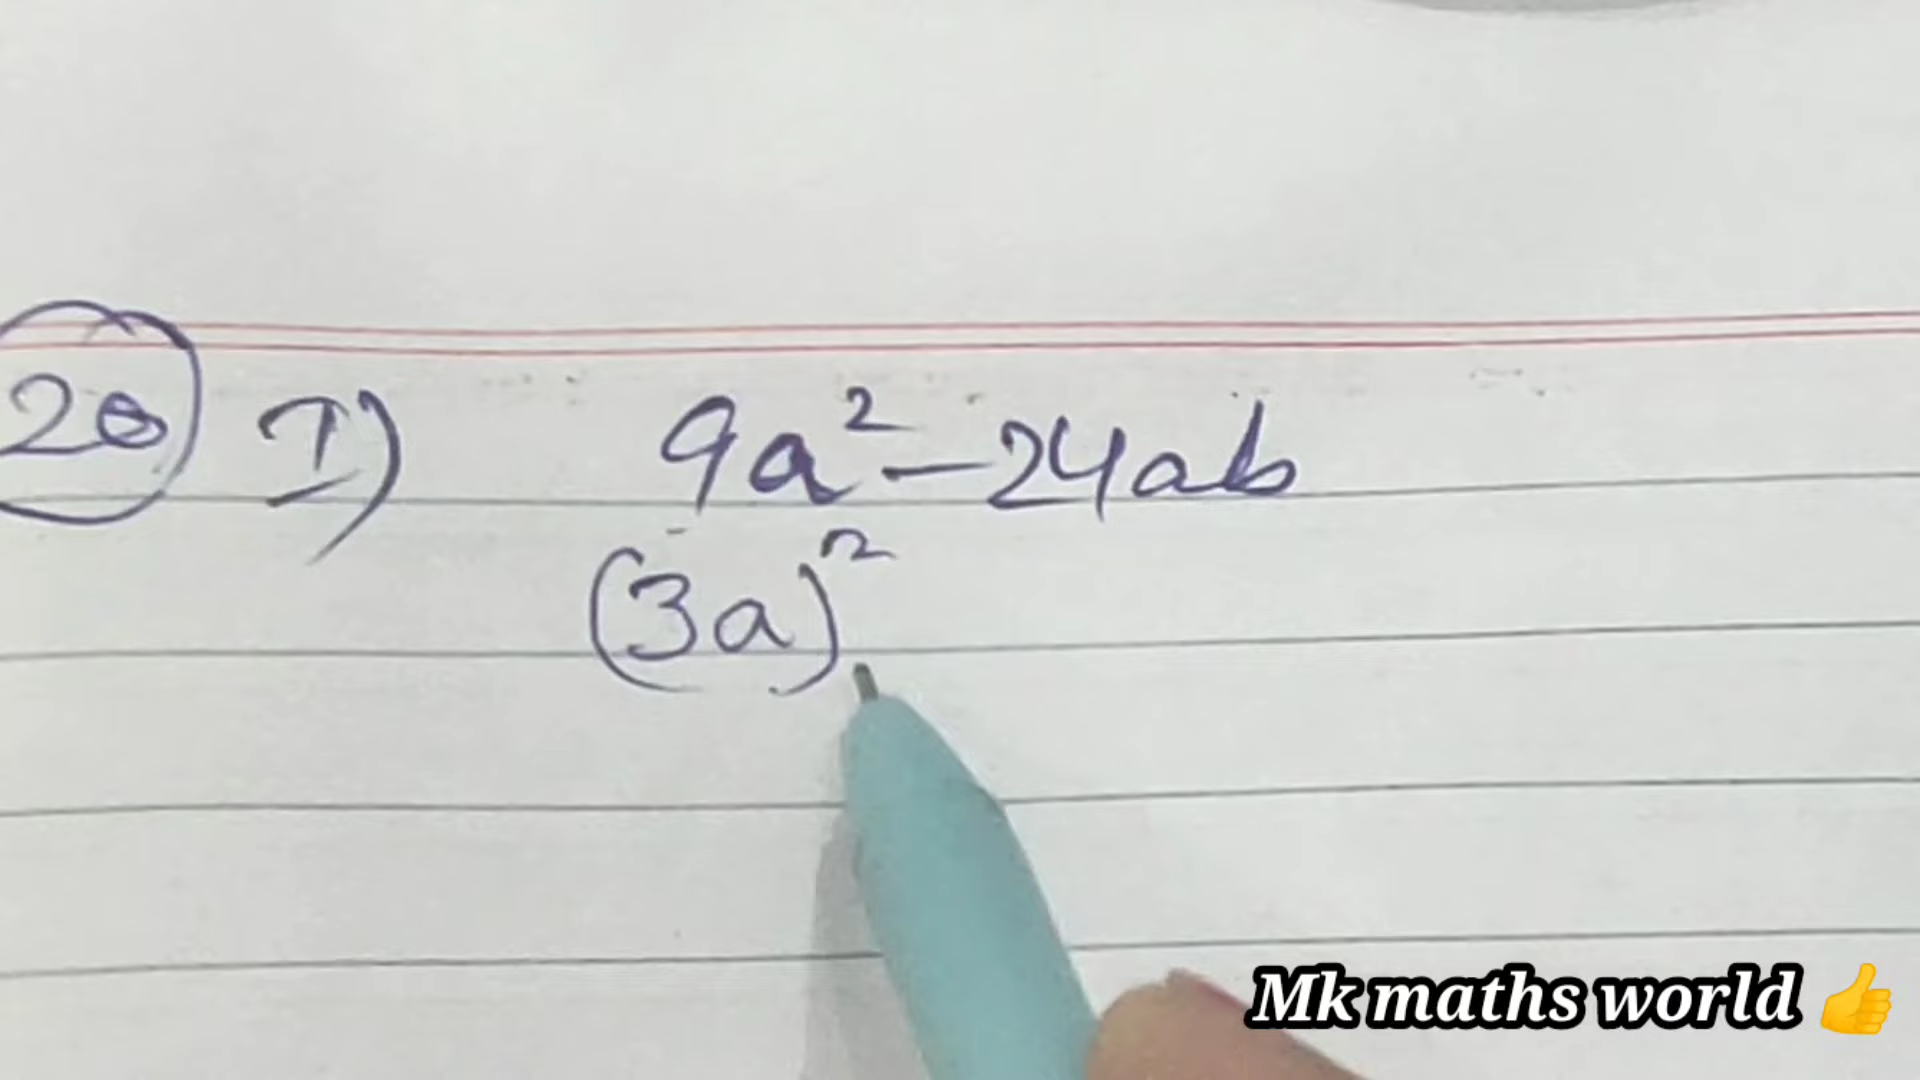 20 I) 9a² - 24ab
(3a)²
Mk maths world 👍